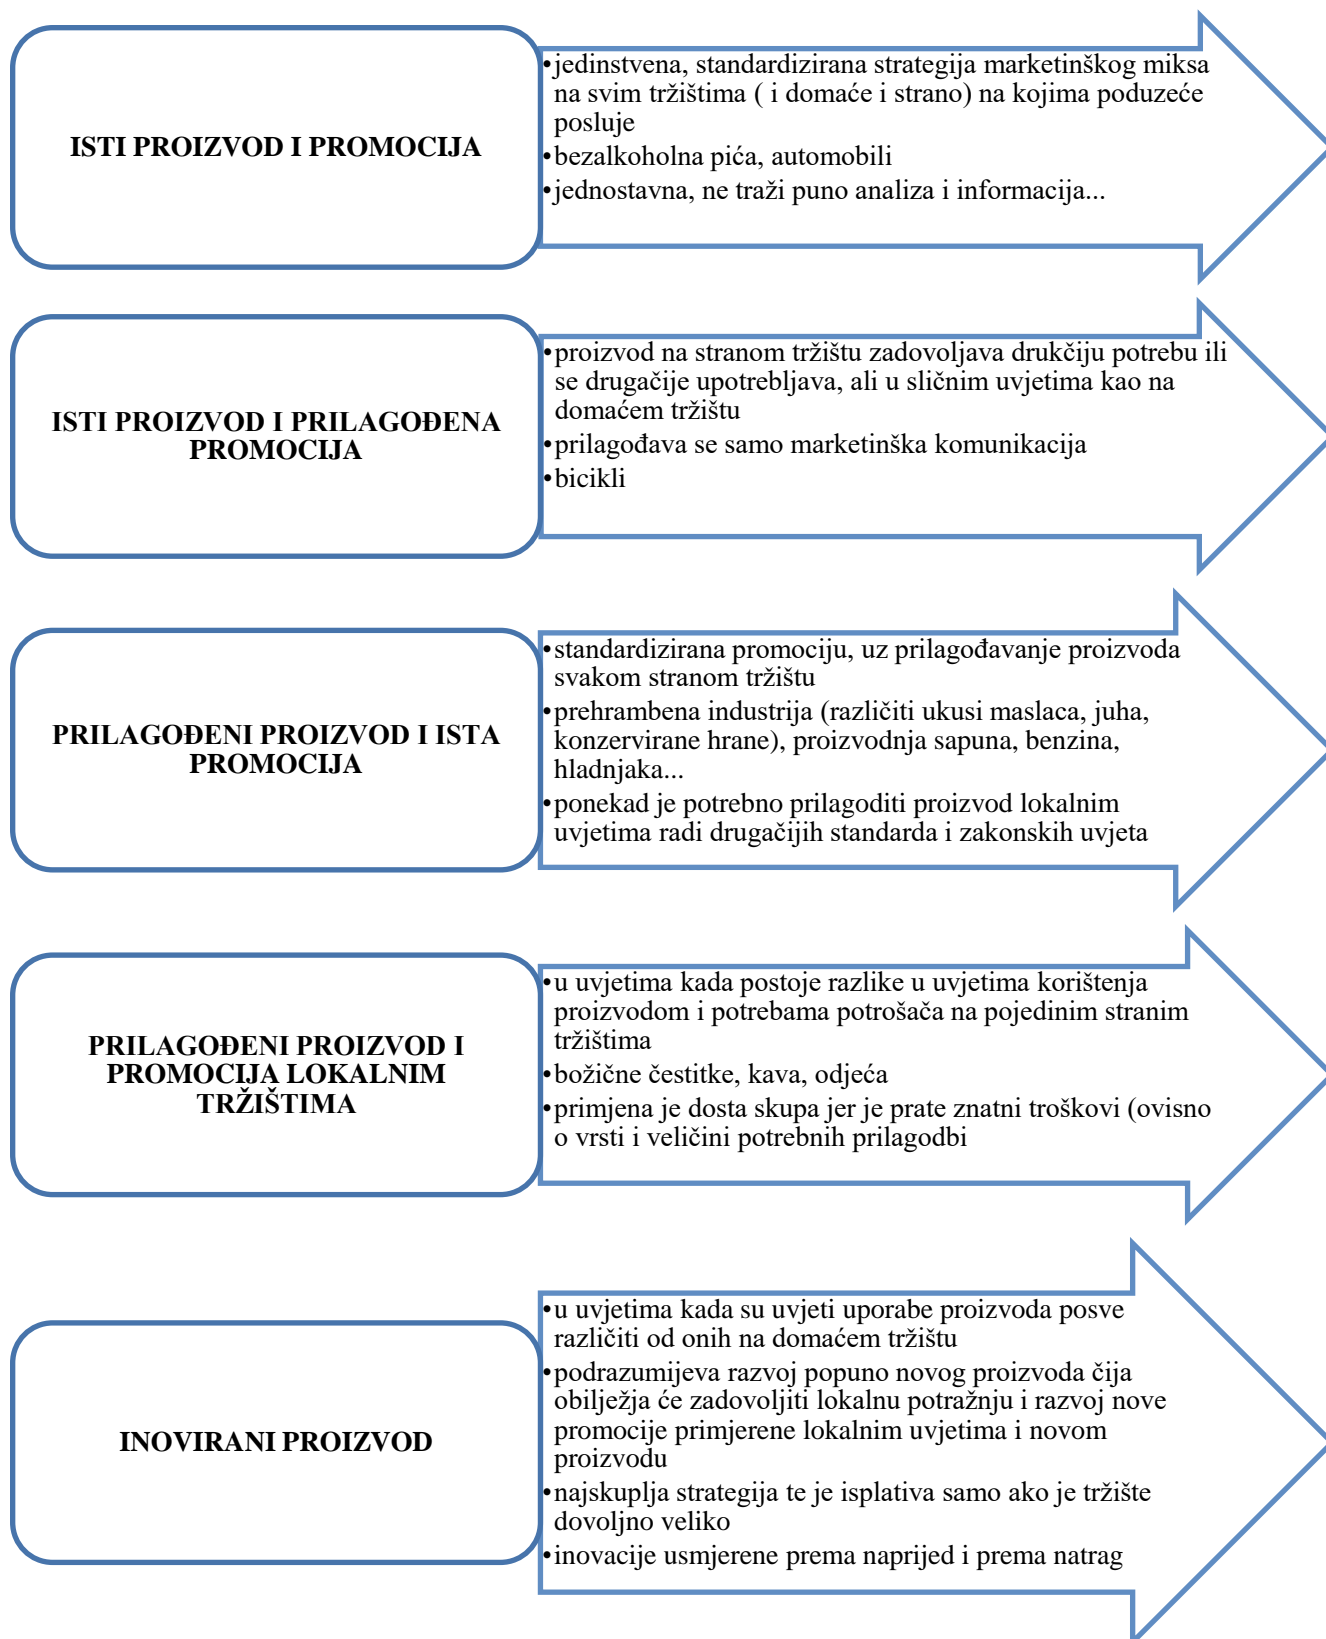 ISTI PROIZVOD I PROMOCIJA
•jedinstvena, standardizirana strategija marketinškog miksa
na svim tržištima ( i domaće i strano) na kojima poduzeće
posluje
•bezalkoholna pića, automobili
•jednostavna, ne traži puno analiza i informacija...
ISTI PROIZVOD I PRILAGOĐENA
PROMOCIJA
•proizvod na stranom tržištu zadovoljava drukčiju potrebu ili
se drugačije upotrebljava, ali u sličnim uvjetima kao na
domaćem tržištu
•prilagođava se samo marketinška komunikacija
•bicikli
PRILAGOĐENI PROIZVOD I ISTA
PROMOCIJA
•standardizirana promociju, uz prilagođavanje proizvoda
svakom stranom tržištu
•prehrambena industrija (različiti ukusi maslaca, juha,
konzervirane hrane), proizvodnja sapuna, benzina,
hladnjaka...
•ponekad je potrebno prilagoditi proizvod lokalnim
uvjetima radi drugačijih standarda i zakonskih uvjeta
PRILAGOĐENI PROIZVOD I
PROMOCIJA LOKALNIM
TRŽIŠTIMA
•u uvjetima kada postoje razlike u uvjetima korištenja
proizvodom i potrebama potrošača na pojedinim stranim
tržištima
•božićne čestitke, kava, odjeća
•primjena je dosta skupa jer je prate znatni troškovi (ovisno
o vrsti i veličini potrebnih prilagodbi
INOVIRANI PROIZVOD
•u uvjetima kada su uvjeti uporabe proizvoda posve
različiti od onih na domaćem tržištu
•podrazumijeva razvoj popuno novog proizvoda čija
obilježja će zadovoljiti lokalnu potražnju i razvoj nove
promocije primjerene lokalnim uvjetima i novom
proizvodu
•najskuplja strategija te je isplativa samo ako je tržište
dovoljno veliko
•inovacije usmjerene prema naprijed i prema natrag